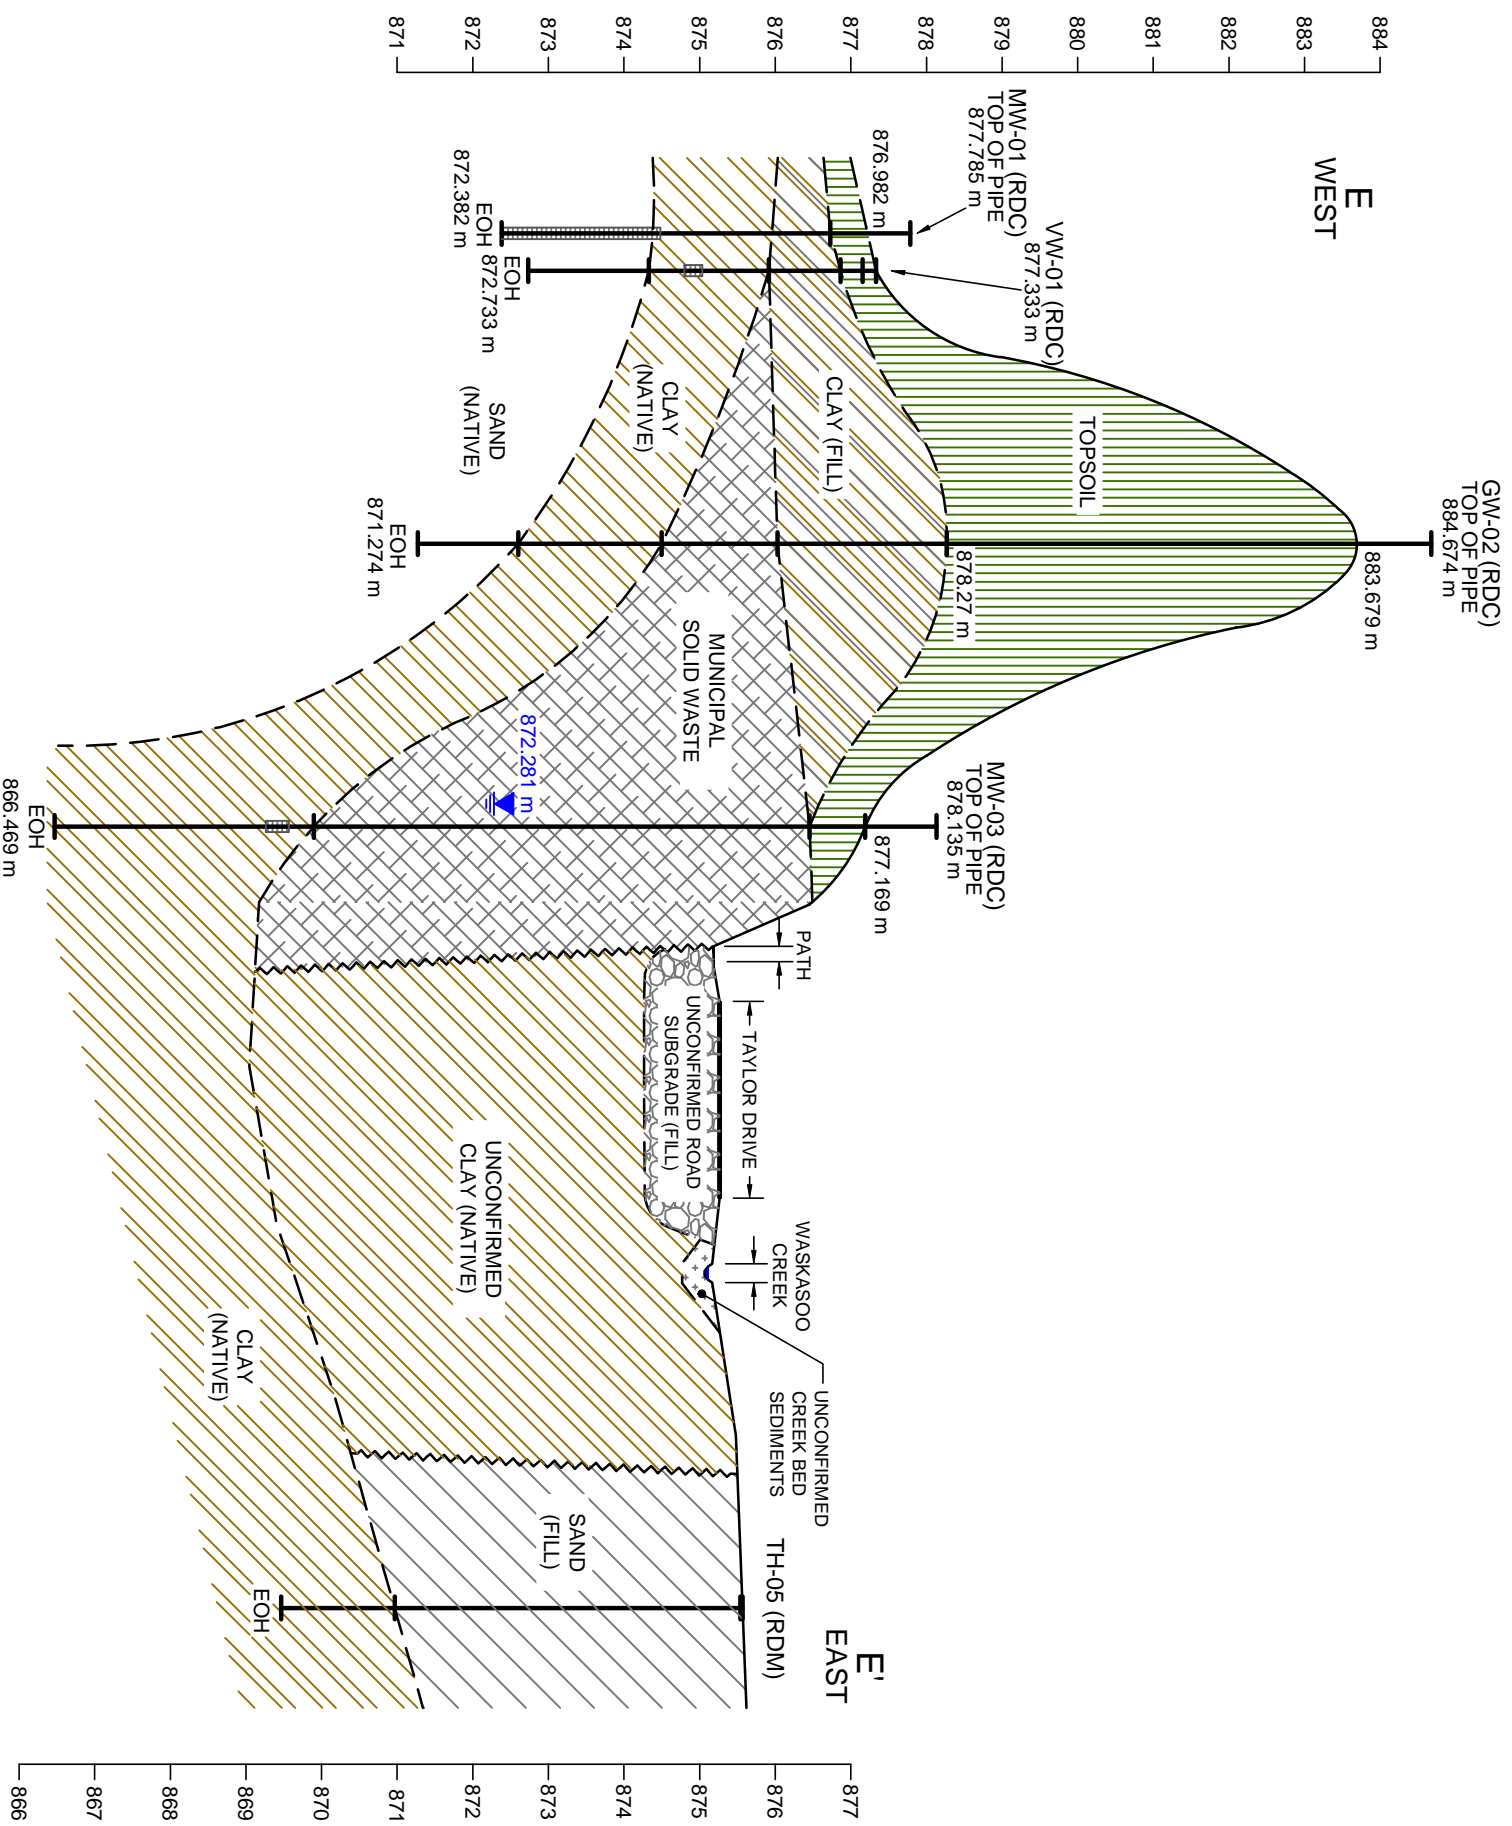 E
WEST
884
883
882
881
880
879
878
877
876
875
874
873
872
871
MW-01 (RDC)
TOP OF PIPE
877.785 m
876.982 m
EOH
872.382 m
VW-01 (RDC)
877.333 m
EOH
872.733 m
GW-02 (RDC)
TOP OF PIPE
884.674 m
883.679 m
878.27 m
EOH
871.274 m
TOPSOIL
CLAY (FILL)
CLAY
(NATIVE)
SAND
(NATIVE)
MUNICIPAL
SOLID WASTE
872.281 m
MW-03 (RDC)
TOP OF PIPE
878.135 m
877.169 m
EOH
866.469 m
PATH
TAYLOR DRIVE
UNCONFIRMED ROAD
SUBGRADE (FILL)
WASKASOO
CREEK
UNCONFIRMED
CREEK BED
SEDIMENTS
UNCONFIRMED
CLAY (NATIVE)
CLAY
(NATIVE)
SAND
(FILL)
TH-05 (RDM)
EOH
E'
EAST
877
876
875
874
873
872
871
870
869
868
867
866